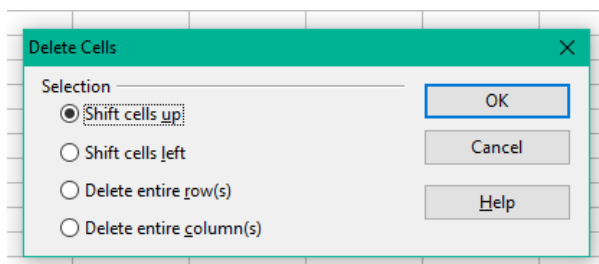 Delete Cells
Selection
Shift cells up
Shift cells left
Delete entire row(s)
Delete entire column(s)
OK
Cancel
Help